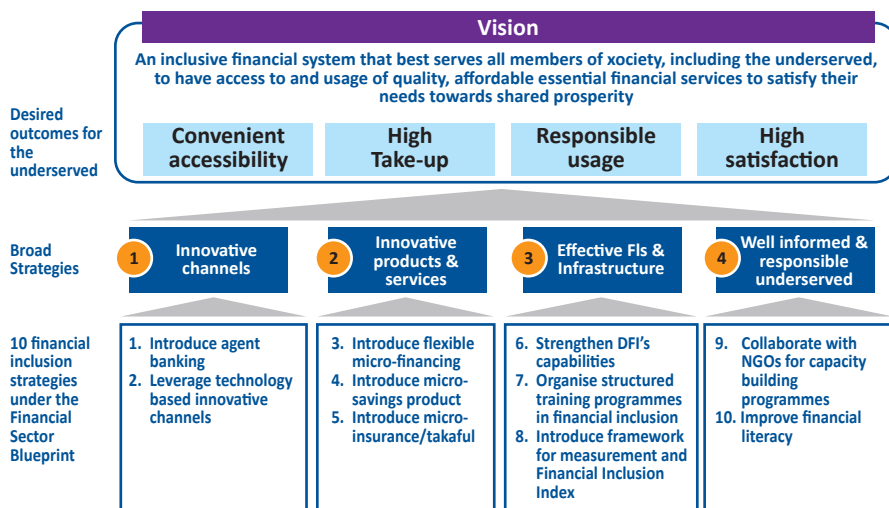 Vision
An inclusive financial system that best serves all members of xociety, including the underserved,
to have access to and usage of quality, affordable essential financial services to satisfy their
needs towards shared prosperity
Desired
outcomes for
the
underserved
Convenient
accessibility
High
Take-up
Responsible
usage
High
satisfaction
Broad
Strategies
1
Innovative
channels
2
Innovative
products &
services
3
Effective FIs &
Infrastructure
4
Well informed &
responsible
underserved
10 financial
inclusion
strategies
under the
Financial
Sector
Blueprint
1. Introduce agent
banking
2. Leverage technology
based innovative
channels
3. Introduce flexible
micro-financing
4. Introduce micro-
savings product
5. Introduce micro-
insurance/takaful
6. Strengthen DFI's
capabilities
7. Organise structured
training programmes
in financial inclusion
8. Introduce framework
for measurement and
Financial Inclusion
Index
9. Collaborate with
NGOs for capacity
building
programmes
10. Improve financial
literacy